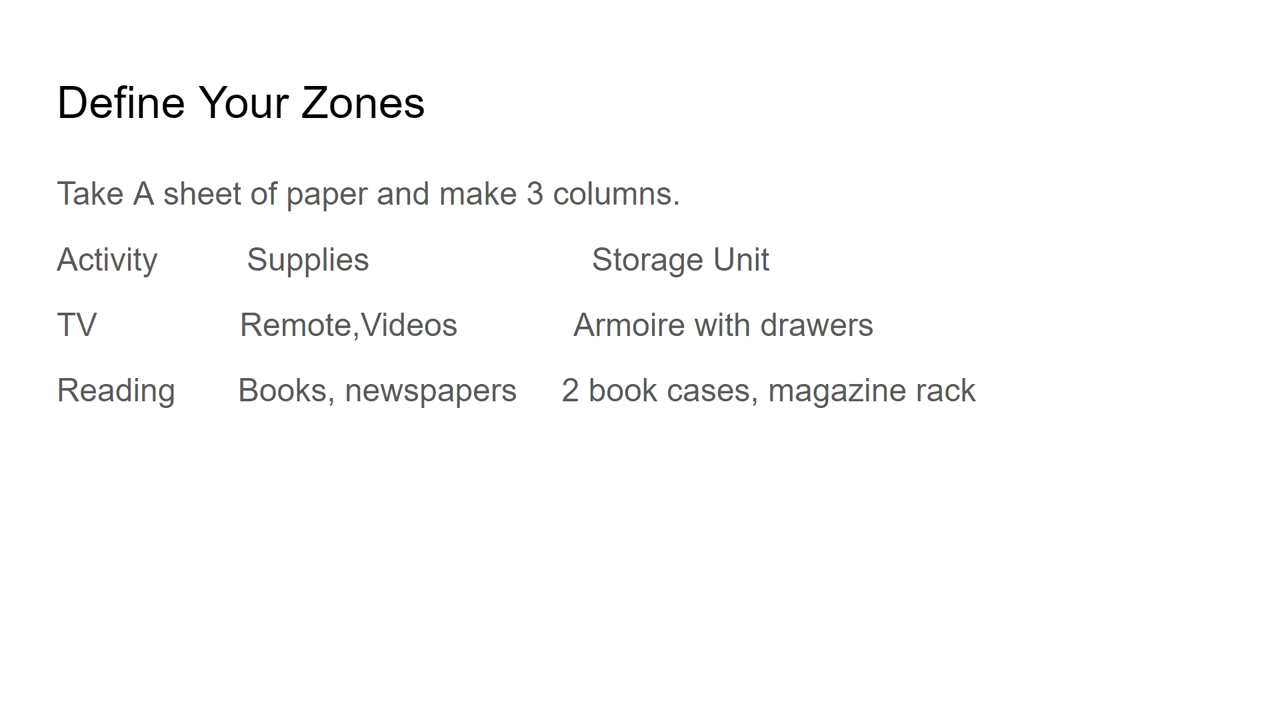 Define Your Zones
Take A sheet of paper and make 3 columns.
Activity Supplies Storage Unit
TV Remote,Videos Armoire with drawers
Reading Books, newspapers 2 book cases, magazine rack